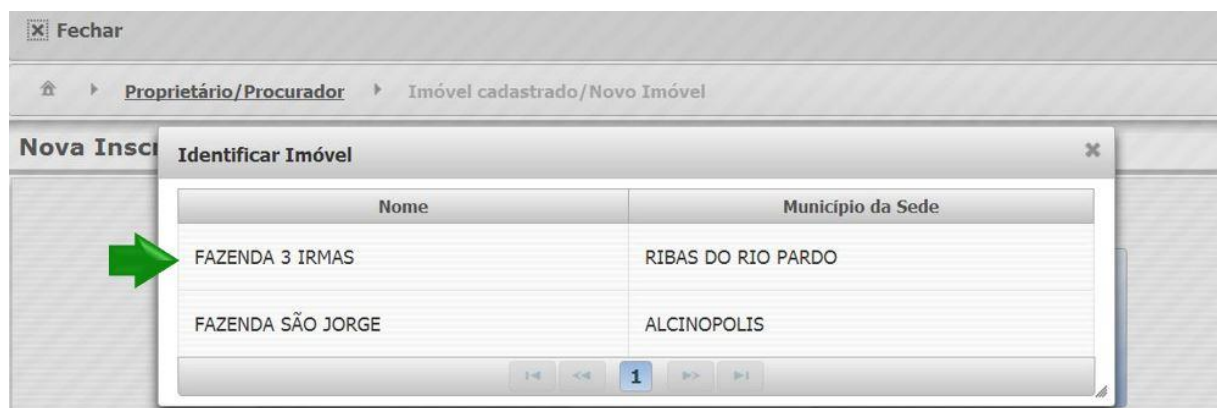 Fechar
Proprietário/Procurador Imóvel cadastrado/Novo Imóvel
Nova Inscr
Identificar Imóvel
Nome Município da Sede
FAZENDA 3 IRMAS RIBAS DO RIO PARDO
FAZENDA SÃO JORGE ALCINOPOLIS
1